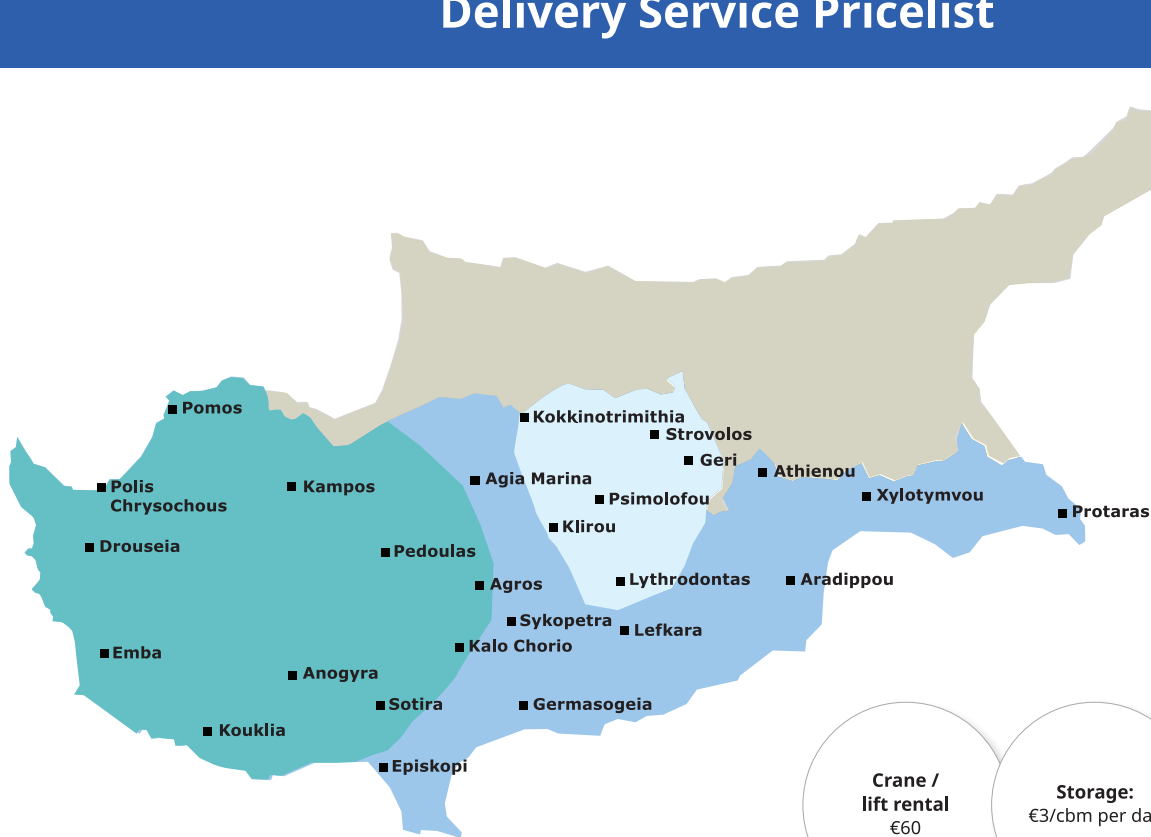 Delivery Service Pricelist
Pomos
Kokkinotrimithia
Strovolos
Geri
Athienou
Agia Marina
Polis
Chrysochous
Kampos
Psimolofou
Xylotymvou
Protaras
Klirou
Drouseia
Pedoulas
Agros
Lythrodontas
Aradippou
Sykopetra
Lefkara
Kalo Chorio
Emba
Anogyra
Sotira
Germasogeia
Kouklia
Episkopi
Crane /
lift rental
€60
Storage:
€3/cbm per da